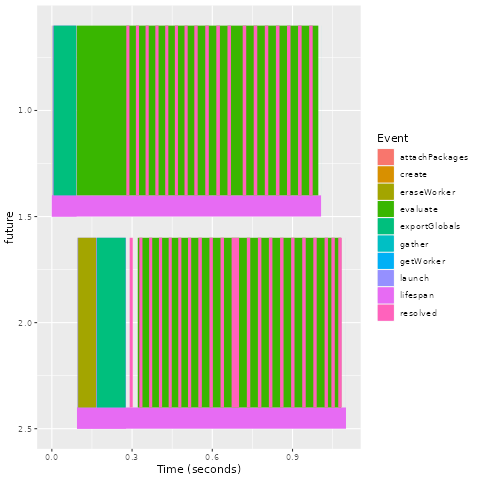 1.0
1.5
2.0
2.5
future
0.0
0.3
0.6
0.9
Time (seconds)
Event
attachPackages
create
eraseWorker
evaluate
exportGlobals
gather
getWorker
launch
lifespan
resolved